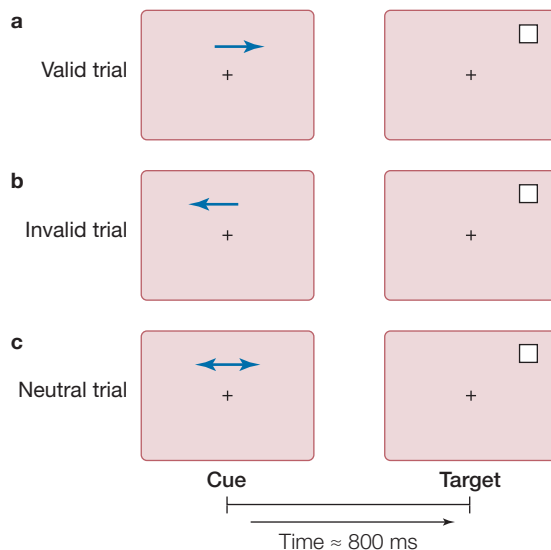 a
Valid trial
b
Invalid trial
c
Neutral trial
Cue
Target
Time ≈ 800 ms